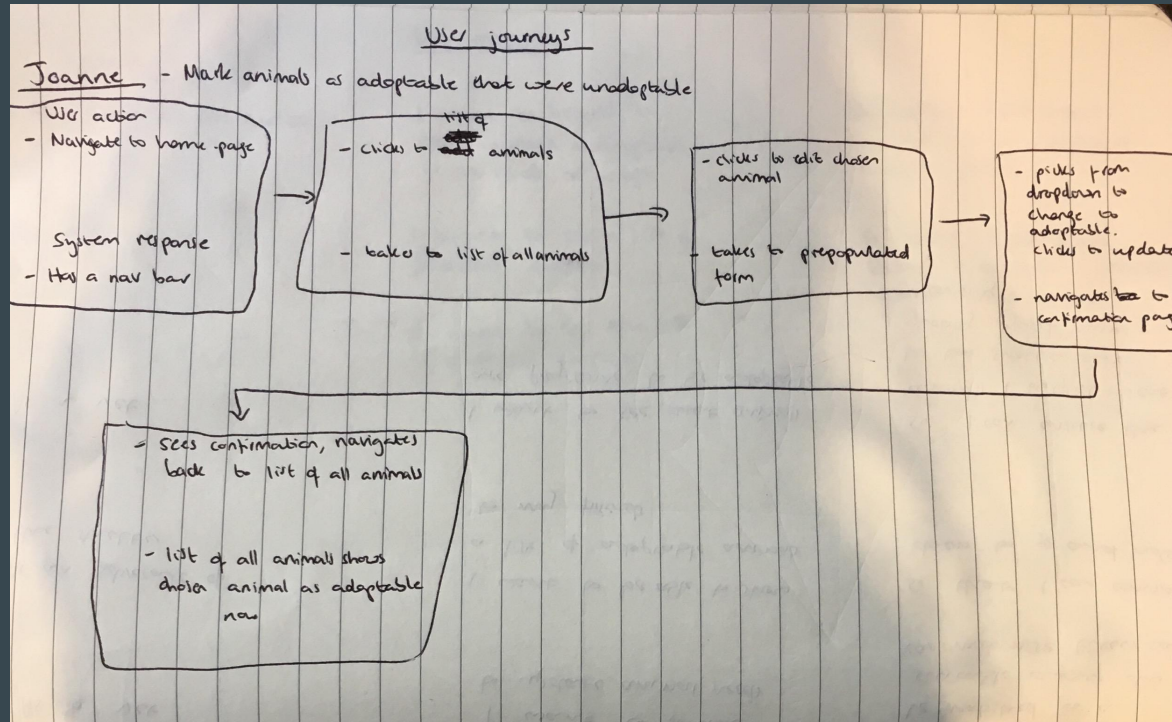 User journeys
Joanne - Mark animals as adoptable that were unadoptable
User action
- Navigate to home page
System response
- Has a nav bar
list of
- clicks to animals
- takes to list of all animals
- clicks to edit chosen
animal
- takes to prepopulated
form
- picks from
dropdown to
change to
adoptable.
clicks to update
- navigates to
confirmation pag
- sees confirmation, navigates
back to list of all animals
- list of all animals shows
chosen animal as adoptable
now